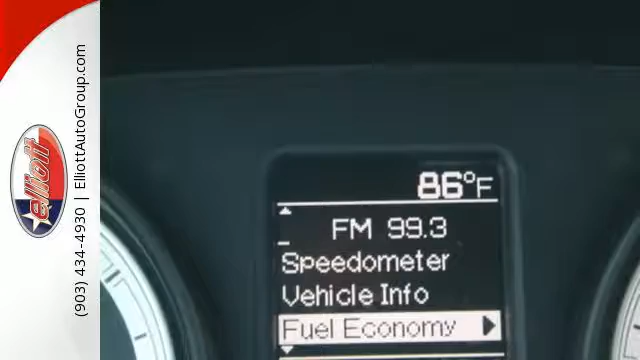 elliott
(903) 434-4930 | ElliottAutoGroup.com
86°F
FM 99.3
Speedometer
Vehicle Info
Fuel Economy